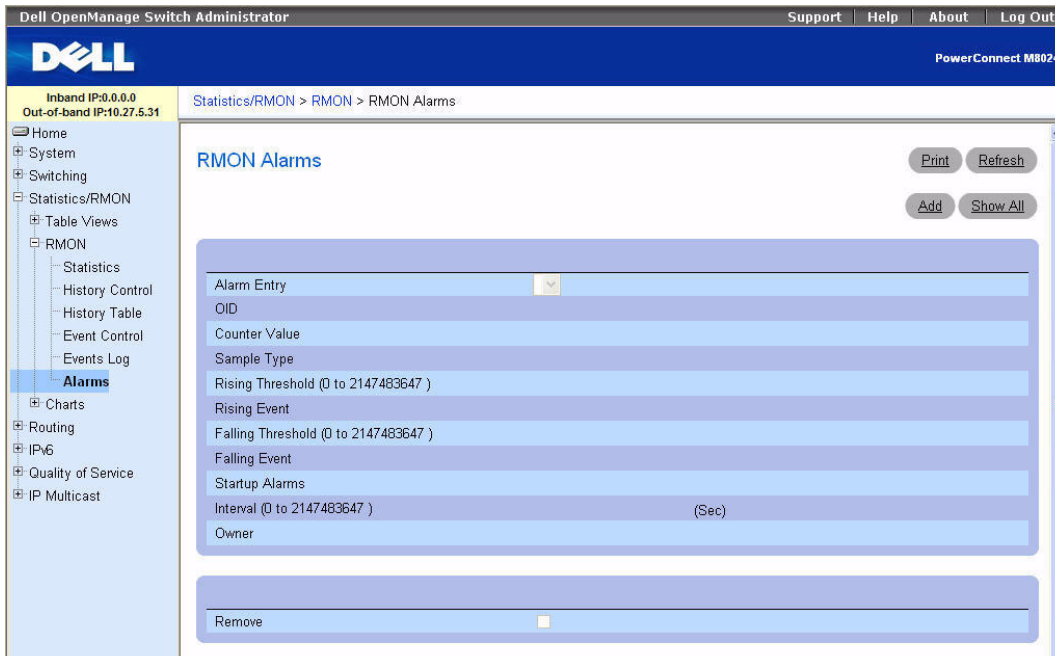 Dell OpenManage Switch Administrator
Support Help About Log Out
DELL
PowerConnect M8024
Inband IP:0.0.0.0
Out-of-band IP:10.27.5.31
Statistics/RMON > RMON > RMON Alarms
Home
System
Switching
Statistics/RMON
Table Views
RMON
Statistics
History Control
History Table
Event Control
Events Log
Alarms
Charts
Routing
IPv6
Quality of Service
IP Multicast
RMON Alarms
Print Refresh
Add Show All
Alarm Entry
OID
Counter Value
Sample Type
Rising Threshold (0 to 2147483647 )
Rising Event
Falling Threshold (0 to 2147483647 )
Falling Event
Startup Alarms
Interval (0 to 2147483647 ) (Sec)
Owner
Remove